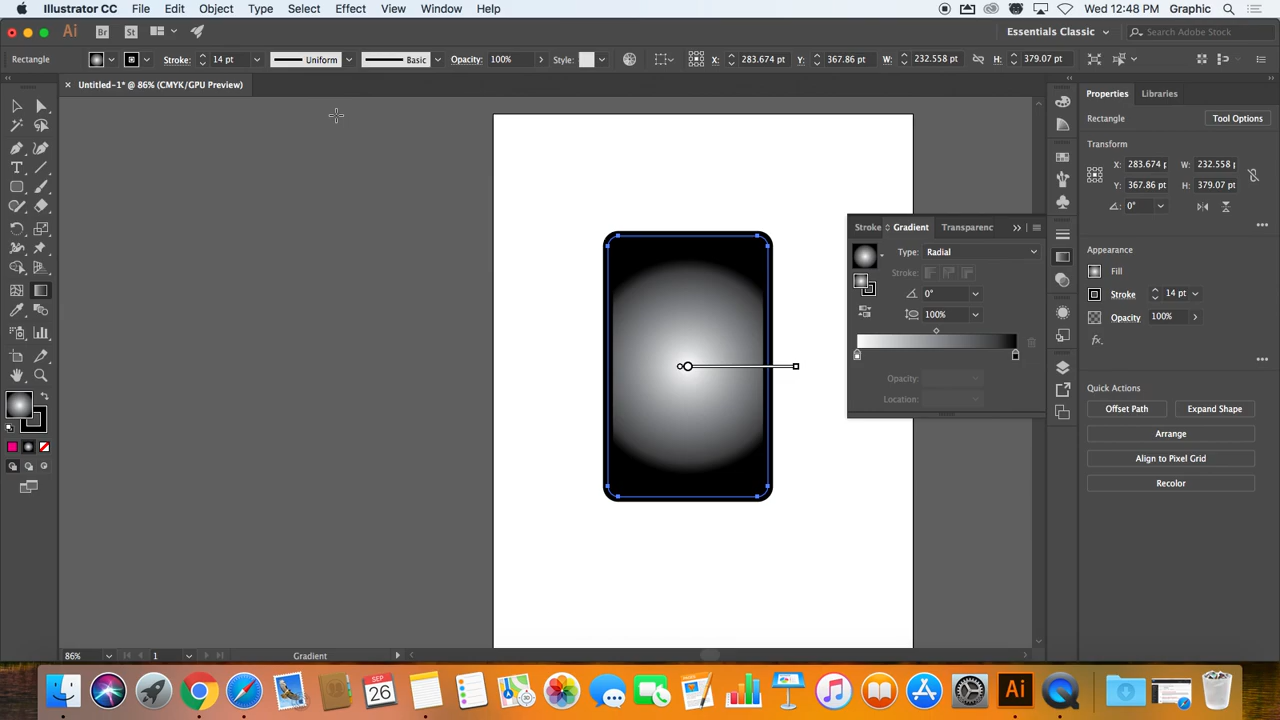 Illustrator CC File Edit Object Type Select Effect View Window Help Wed 12:48 PM Graphic
Ai Br St Essentials Classic Search Adobe Stock
Rectangle Stroke: 14 pt Uniform Basic Opacity: 100% Style: X: 283.674 pt Y: 367.86 pt W: 232.558 pt H: 379.07 pt
× Untitled-1* @ 86% (CMYK/GPU Preview)
Properties Libraries
Rectangle Tool Options
Transform
X: 283.674 p W: 232.558 p
Y: 367.86 pt H: 379.07 pt
0°
Appearance
Fill
Stroke 14 pt
Opacity 100%
fx.
Quick Actions
Offset Path Expand Shape
Arrange
Align to Pixel Grid
Recolor
Stroke Gradient Transparenc
Type: Radial
Stroke:
0°
100%
Opacity:
Location:
86% 1 Gradient
SEP
26
Ai